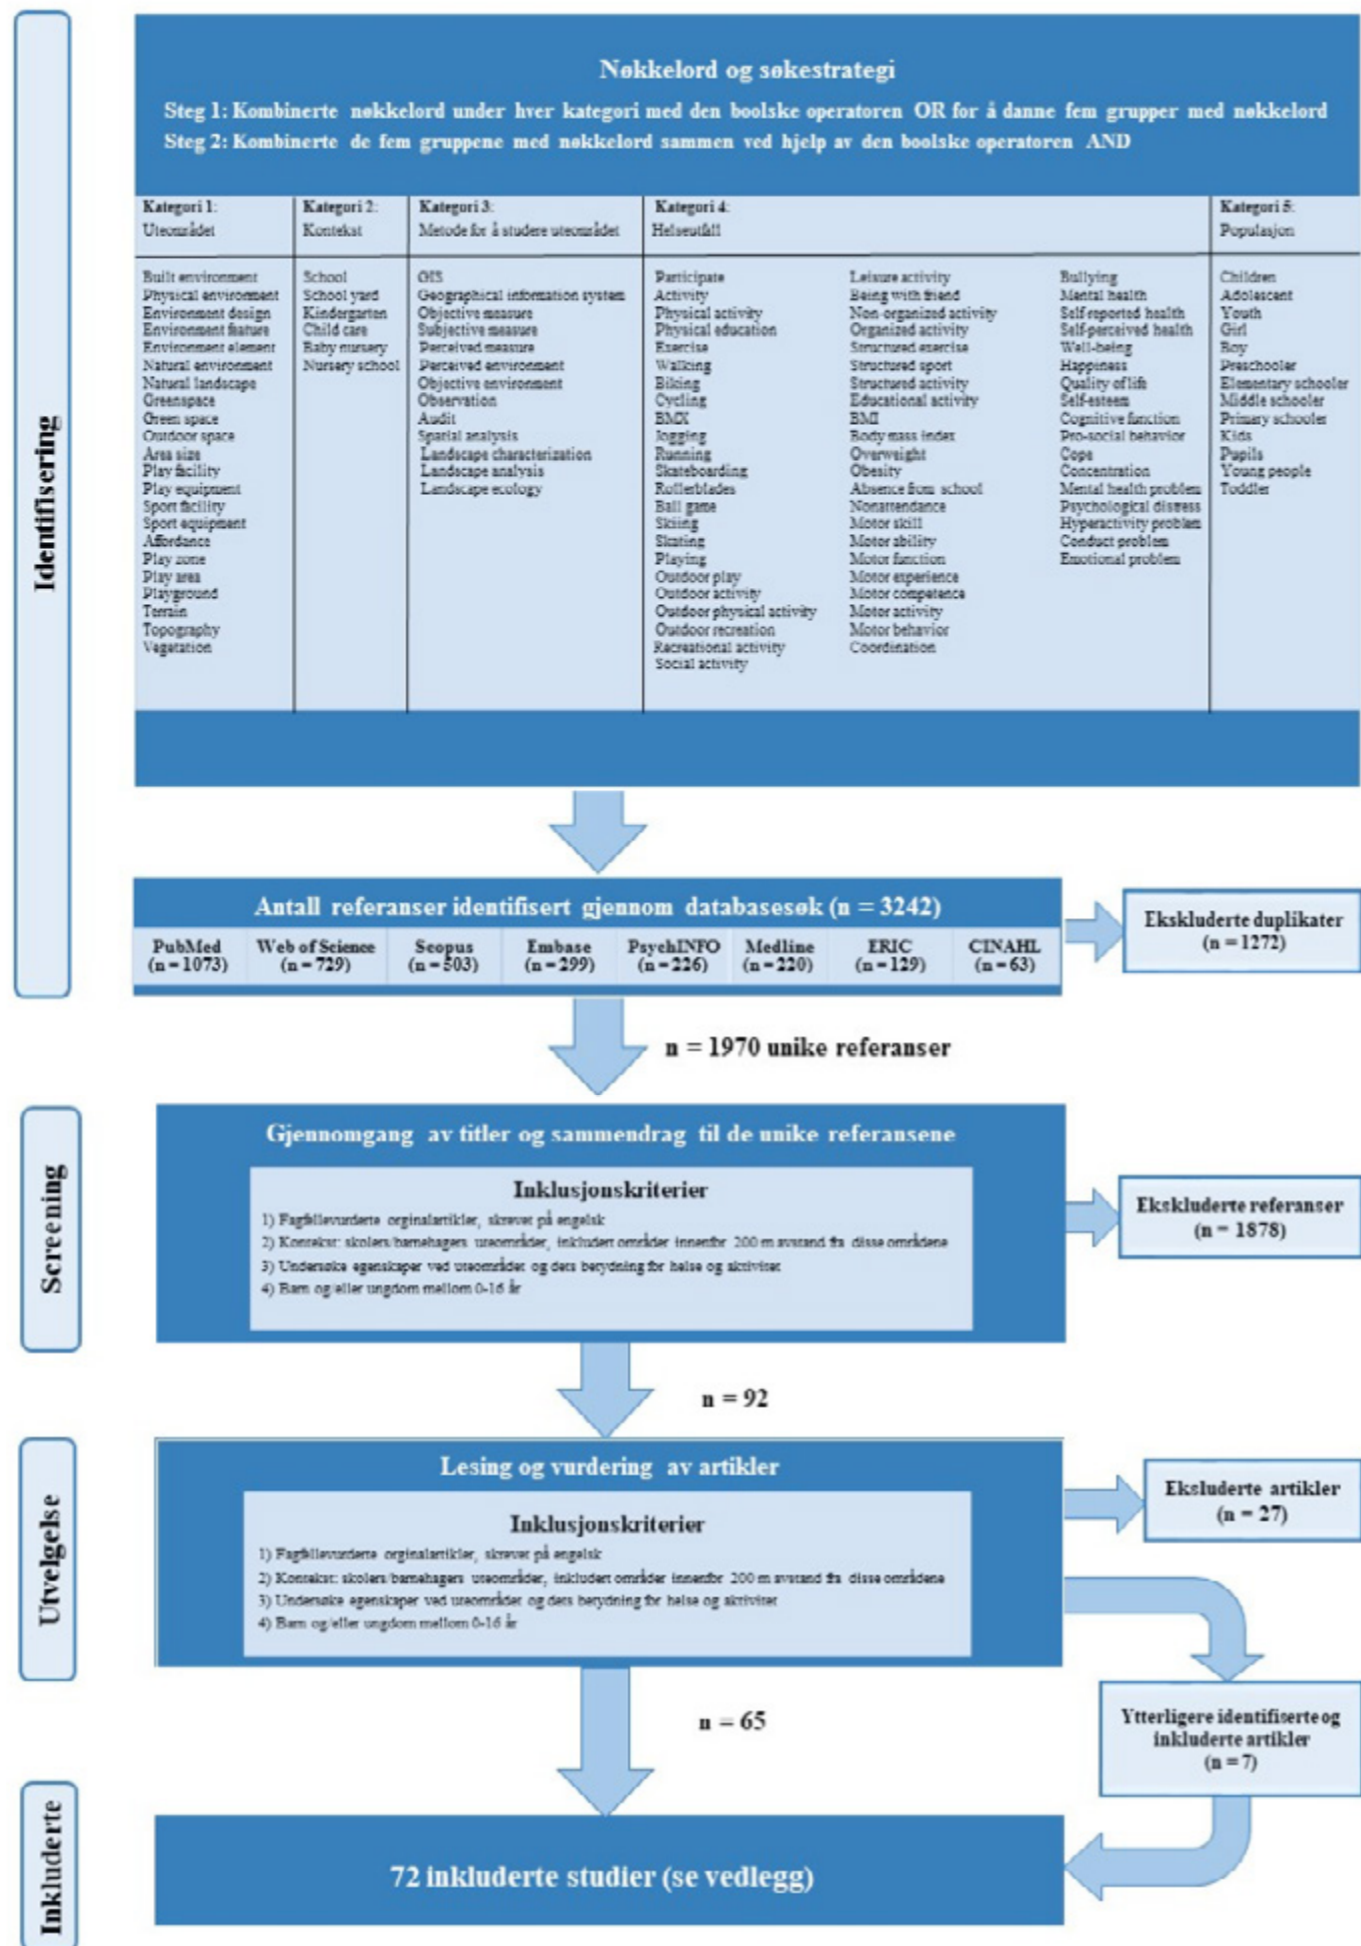 Nøkkelord og søkestrategi
Steg 1: Kombinerte nøkkelord under hver kategori med den boolske operatoren OR for å danne fem grupper med nøkkelord
Steg 2: Kombinerte de fem gruppene med nøkkelord sammen ved hjelp av den boolske operatoren AND
Kategori 1:
Uteområdet
Built environment
Physical environment
Environment design
Environment feature
Environment element
Natural environment
Natural landscape
Greenspace
Green space
Outdoor space
Area size
Play facility
Play equipment
Sport facility
Sport equipment
Affordance
Play zone
Play area
Playground
Terrain
Topography
Vegetation
Kategori 2:
Kontekst
School
School yard
Kindergarten
Child care
Baby nursery
Nursery school
Kategori 3:
Metode for å studere uteområdet
GIS
Geographical information system
Objective measure
Subjective measure
Perceived measure
Perceived environment
Objective environment
Observation
Audit
Spatial analysis
Landscape characterization
Landscape analysis
Landscape ecology
Kategori 4:
Helseutfall
Participate
Activity
Physical activity
Physical education
Exercise
Walking
Biking
Cycling
BMX
Jogging
Running
Skateboarding
Rollerblades
Ball game
Skiing
Skating
Playing
Outdoor play
Outdoor activity
Outdoor physical activity
Outdoor recreation
Recreational activity
Social activity
Leisure activity
Being with friend
Non-organized activity
Organized activity
Structured exercise
Structured sport
Structured activity
Educational activity
BMI
Body mass index
Overweight
Obesity
Absence from school
Nonattendance
Motor skill
Motor ability
Motor function
Motor experience
Motor competence
Motor activity
Motor behavior
Coordination
Bullying
Mental health
Self-reported health
Self-perceived health
Well-being
Happiness
Quality of life
Self-esteem
Cognitive function
Pro-social behavior
Cope
Concentration
Mental health problem
Psychological distress
Hyperactivity problem
Conduct problem
Emotional problem
Kategori 5:
Populasjon
Children
Adolescent
Youth
Girl
Boy
Preschooler
Elementary schooler
Middle schooler
Primary schooler
Kids
Pupils
Young people
Toddler
Identifisering
Antall referanser identifisert gjennom databasesøk (n = 3242)
PubMed
(n = 1073)
Web of Science
(n = 729)
Scopus
(n = 503)
Embase
(n = 299)
PsychINFO
(n = 226)
Medline
(n = 220)
ERIC
(n = 129)
CINAHL
(n = 63)
Ekskluderte duplikater
(n = 1272)
n = 1970 unike referanser
Screening
Gjennomgang av titler og sammendrag til de unike referansene
Inklusjonskriterier
1) Fagfellevurderte orginalartikler, skrevet på engelsk
2) Kontekst: skolers/barnehagers uteområder, inkludert områder innenfor 200 m avstand fra disse områdene
3) Undersøke egenskaper ved uteområdet og dets betydning for helse og aktivitet
4) Barn og/eller ungdom mellom 0-16 år
Ekskluderte referanser
(n = 1878)
n = 92
Utvelgelse
Lesing og vurdering av artikler
Inklusjonskriterier
1) Fagfellevurderte orginalartikler, skrevet på engelsk
2) Kontekst: skolers/barnehagers uteområder, inkludert områder innenfor 200 m avstand fra disse områdene
3) Undersøke egenskaper ved uteområdet og dets betydning for helse og aktivitet
4) Barn og/eller ungdom mellom 0-16 år
Eksluderte artikler
(n = 27)
n = 65
Ytterligere identifiserte og
inkluderte artikler
(n = 7)
Inkluderte
72 inkluderte studier (se vedlegg)